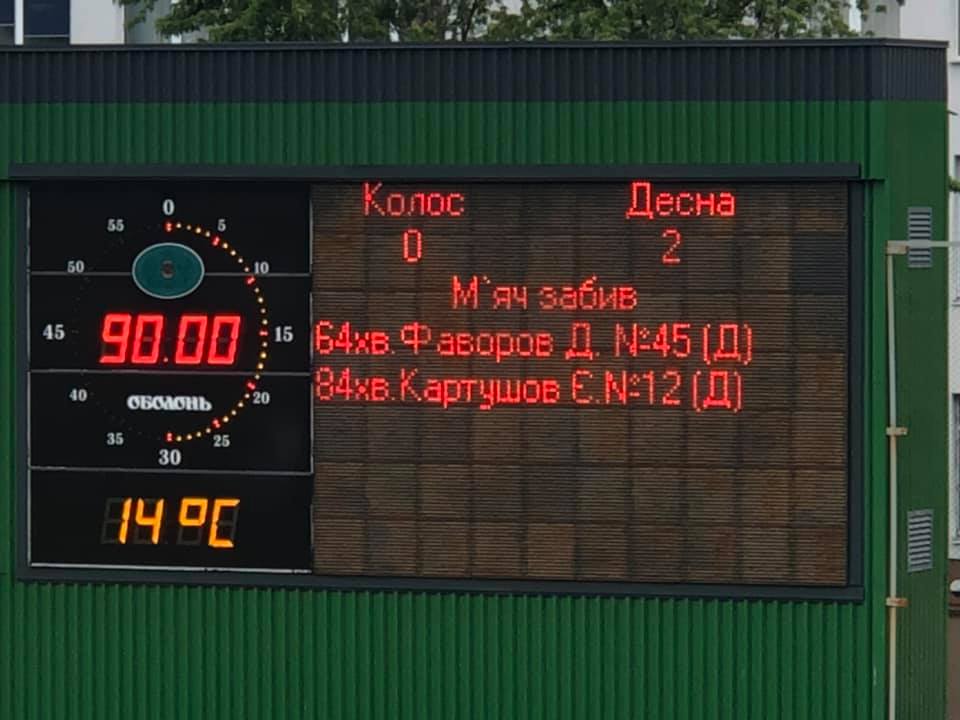 0
55 5
50 10
90.00
45 15
40 20
ОБОЛОНЬ
35 25
30
14 °C
Колос Десна
0 2
М`яч забив
64хв.Фаворов Д. №45 (Д)
84хв.Картушов Є.№12 (Д)